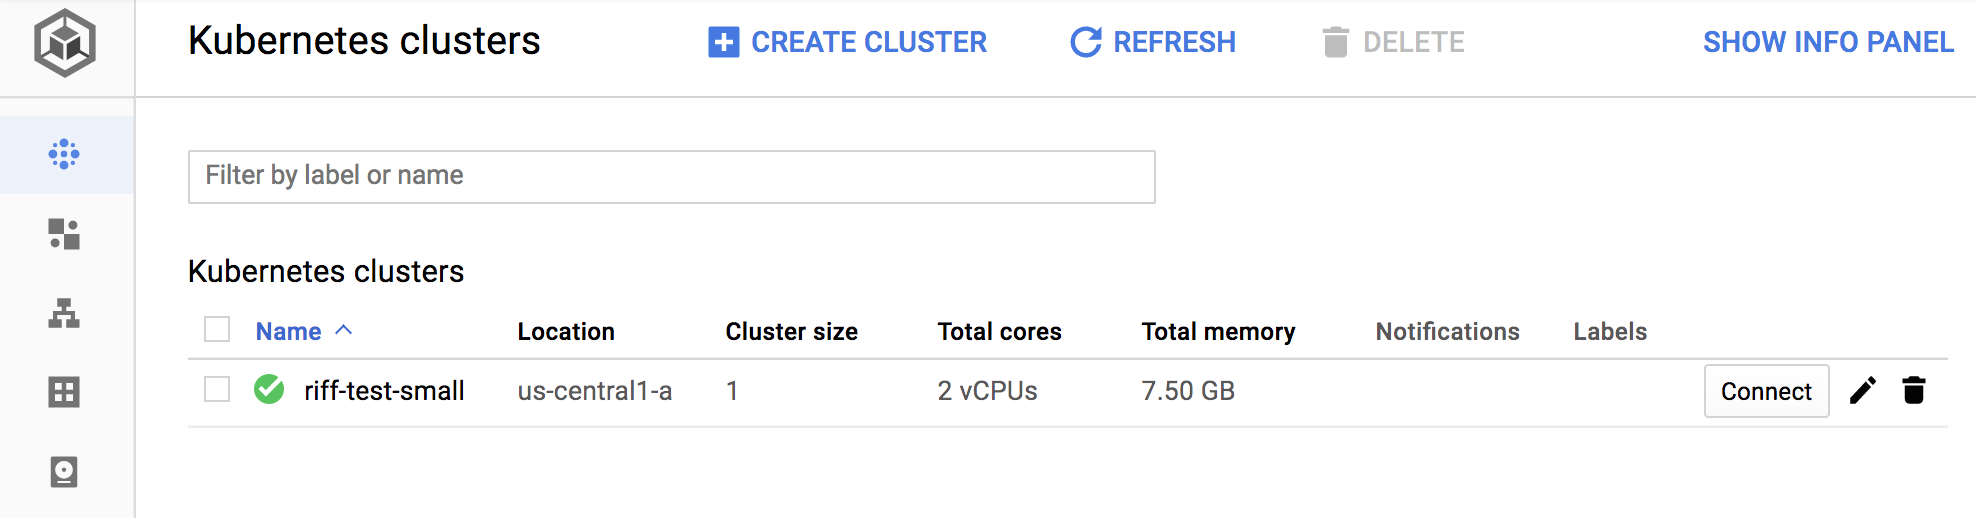 Kubernetes clusters CREATE CLUSTER REFRESH DELETE SHOW INFO PANEL
Filter by label or name
Kubernetes clusters
Name Location Cluster size Total cores Total memory Notifications Labels
riff-test-small us-central1-a 1 2 vCPUs 7.50 GB Connect